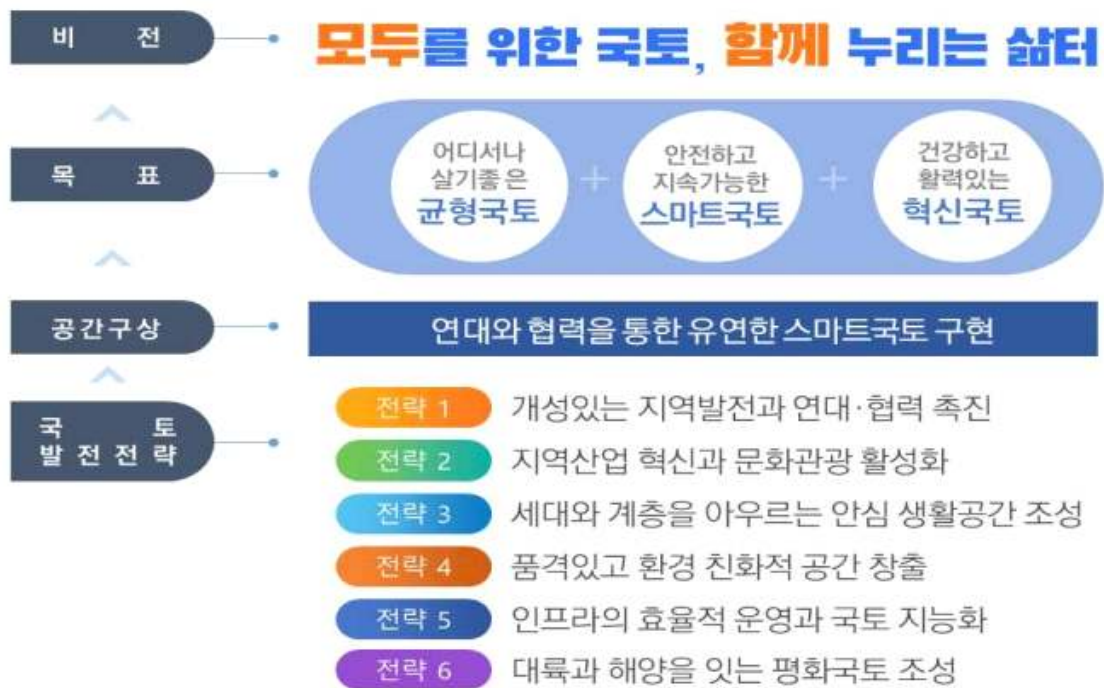 비 전
모두를 위한 국토, 함께 누리는 삶터
목 표
어디서나
살기좋은
균형국토
+
안전하고
지속가능한
스마트국토
+
건강하고
활력있는
혁신국토
공간구상
연대와 협력을 통한 유연한 스마트국토 구현
국 토
발전전략
전략 1 개성있는 지역발전과 연대·협력 촉진
전략 2 지역산업 혁신과 문화관광 활성화
전략 3 세대와 계층을 아우르는 안심 생활공간 조성
전략 4 품격있고 환경 친화적 공간 창출
전략 5 인프라의 효율적 운영과 국토 지능화
전략 6 대륙과 해양을 잇는 평화국토 조성